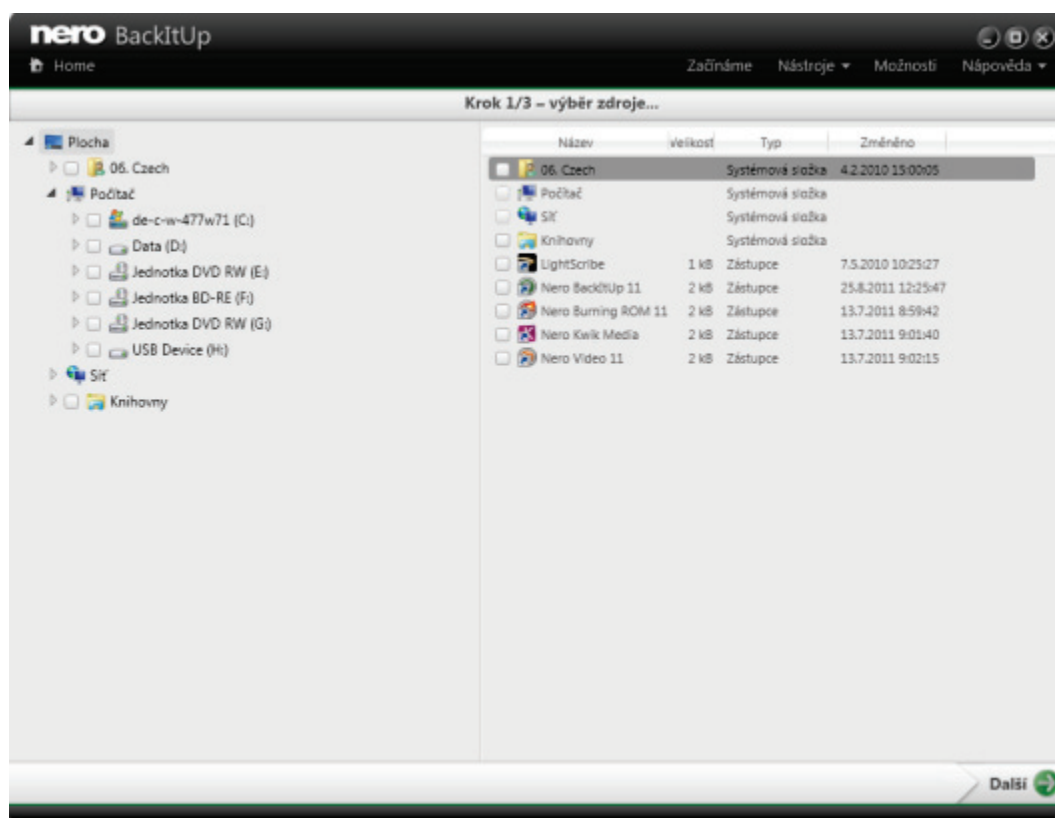 nero BackItUp
Home Začínáme Nástroje Možnosti Nápověda
Krok 1/3 – výběr zdroje...
Plocha
06. Czech
Počítač
de-c-w-477w71 (C:)
Data (D:)
Jednotka DVD RW (E:)
Jednotka BD-RE (F:)
Jednotka DVD RW (G:)
USB Device (H:)
Síť
Knihovny
Název Velikost Typ Změněno
06. Czech Systémová složka 4.2.2010 15:00:05
Počítač Systémová složka
Síť Systémová složka
Knihovny Systémová složka
LightScribe 1 kB Zástupce 7.5.2010 10:25:27
Nero BackItUp 11 2 kB Zástupce 25.8.2011 12:25:47
Nero Burning ROM 11 2 kB Zástupce 13.7.2011 8:59:42
Nero Kwik Media 2 kB Zástupce 13.7.2011 9:01:40
Nero Video 11 2 kB Zástupce 13.7.2011 9:02:15
Další